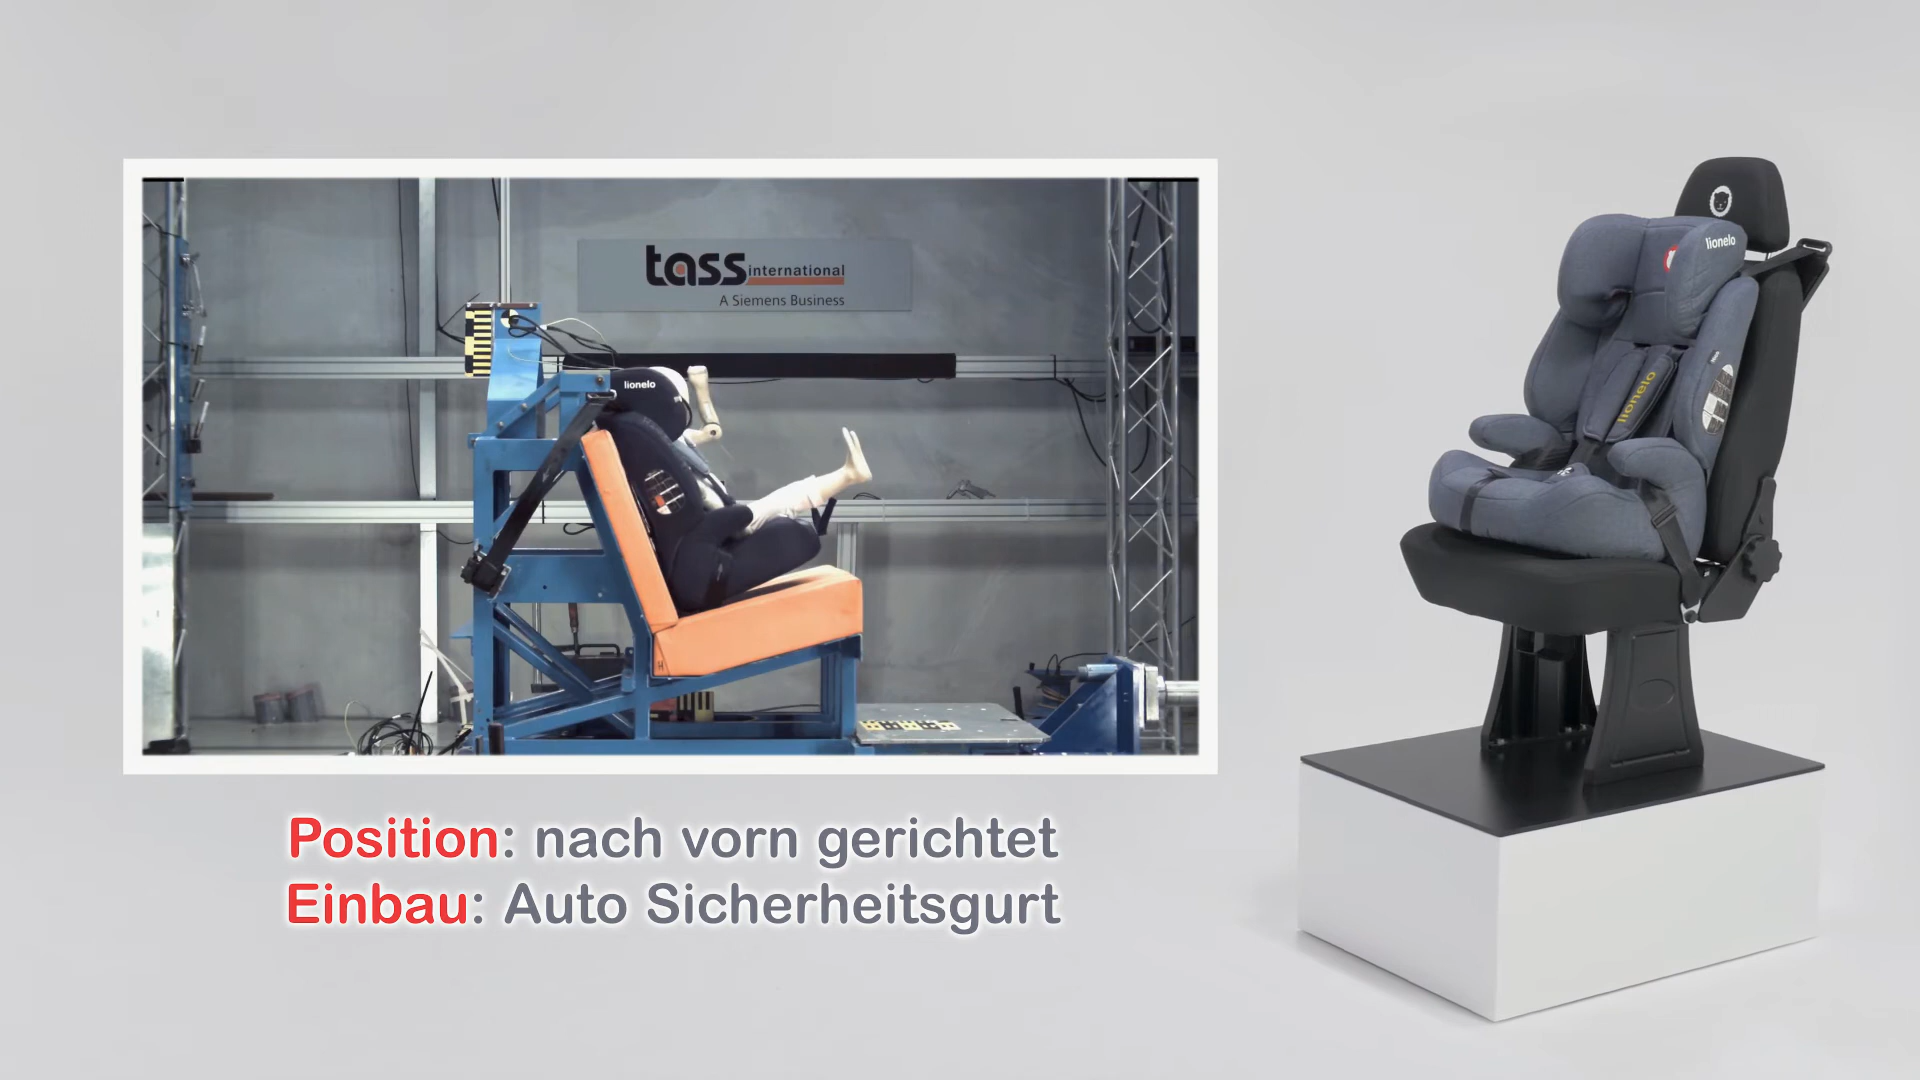 tass international
A Siemens Business
lionelo
H
lionelo
lionelo
Position: nach vorn gerichtet
Einbau: Auto Sicherheitsgurt